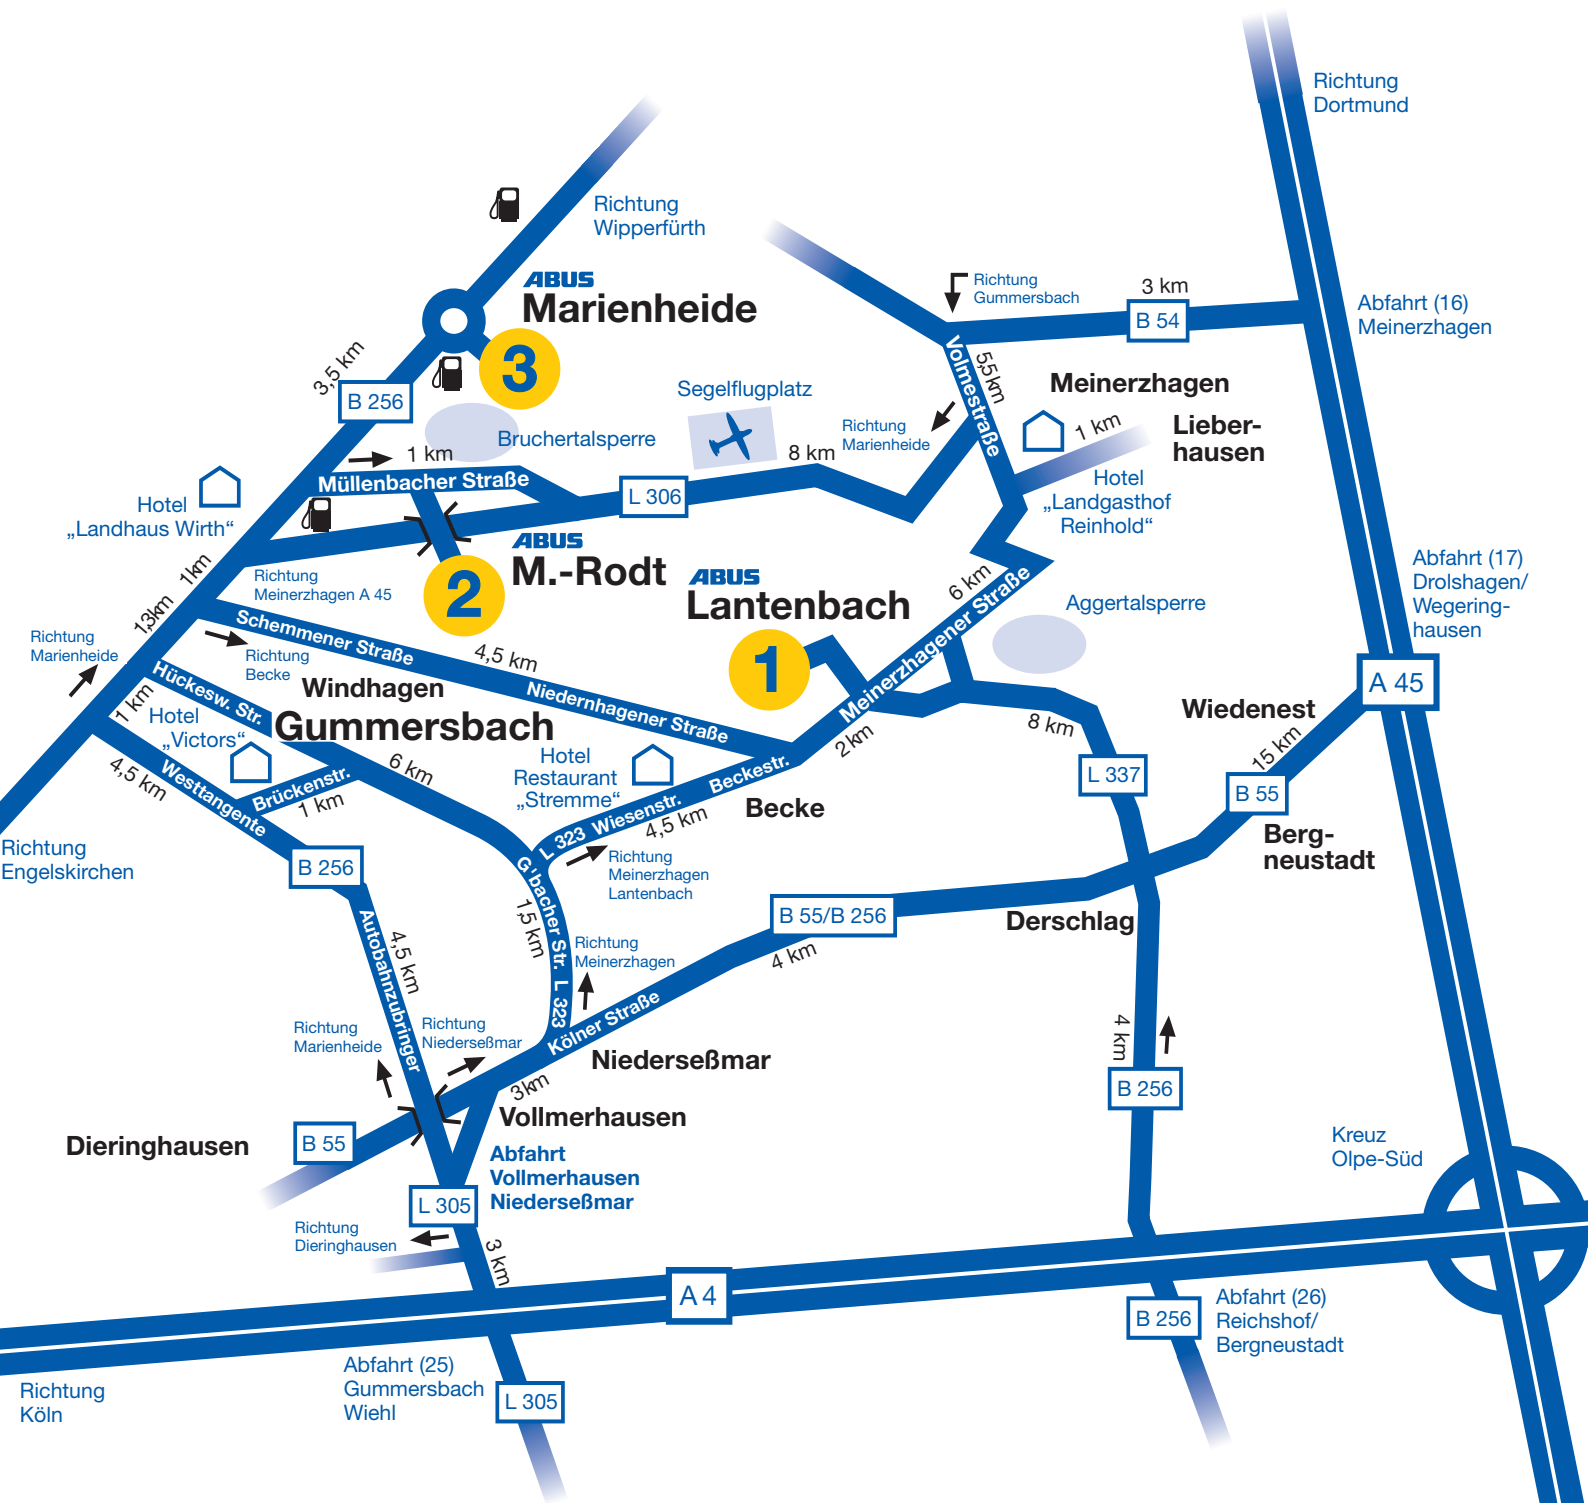 Richtung
Dortmund
Richtung
Wipperfürth
ABUS
Marienheide
3
3,5 km
B 256
Richtung
Gummersbach
3 km
B 54
Abfahrt (16)
Meinerzhagen
Volmestraße
5,5 km
Meinerzhagen
Segelflugplatz
Richtung
Marienheide
1 km
Lieber-
hausen
Bruchertalsperre
1 km
8 km
Müllenbacher Straße
L 306
Hotel
„Landhaus Wirth“
Hotel
„Landgasthof
Reinhold“
ABUS
M.-Rodt
2
1km
1,3km
Richtung
Meinerzhagen A 45
ABUS
Lantenbach
1
6 km
Meinerzhagener Straße
Aggertalsperre
Abfahrt (17)
Drolshagen/
Wegering-
hausen
Richtung
Marienheide
Schemmener Straße
Richtung
Becke
4,5 km
Windhagen
Niedernhagener Straße
Hückesw. Str.
1 km
Hotel
„Victors“
Gummersbach
2km
8 km
A 45
Wiedenest
15 km
L 337
B 55
4,5 km
Westtangente
Brückenstr.
1 km
6 km
Hotel
Restaurant
„Stremme“
Beckestr.
L 323 Wiesenstr.
4,5 km
Becke
Berg-
neustadt
Richtung
Engelskirchen
B 256
Richtung
Meinerzhagen
Lantenbach
G'bacher Str. L 323
1,5 km
B 55/B 256
4 km
Derschlag
Autobahnzubringer
4,5 km
Richtung
Meinerzhagen
Kölner Straße
Richtung
Marienheide
Richtung
Niederseßmar
Niederseßmar
4 km
B 256
3km
Vollmerhausen
Dieringhausen
B 55
Abfahrt
Vollmerhausen
Niederseßmar
Kreuz
Olpe-Süd
L 305
Richtung
Dieringhausen
3 km
A 4
B 256
Abfahrt (26)
Reichshof/
Bergneustadt
Richtung
Köln
Abfahrt (25)
Gummersbach
Wiehl
L 305